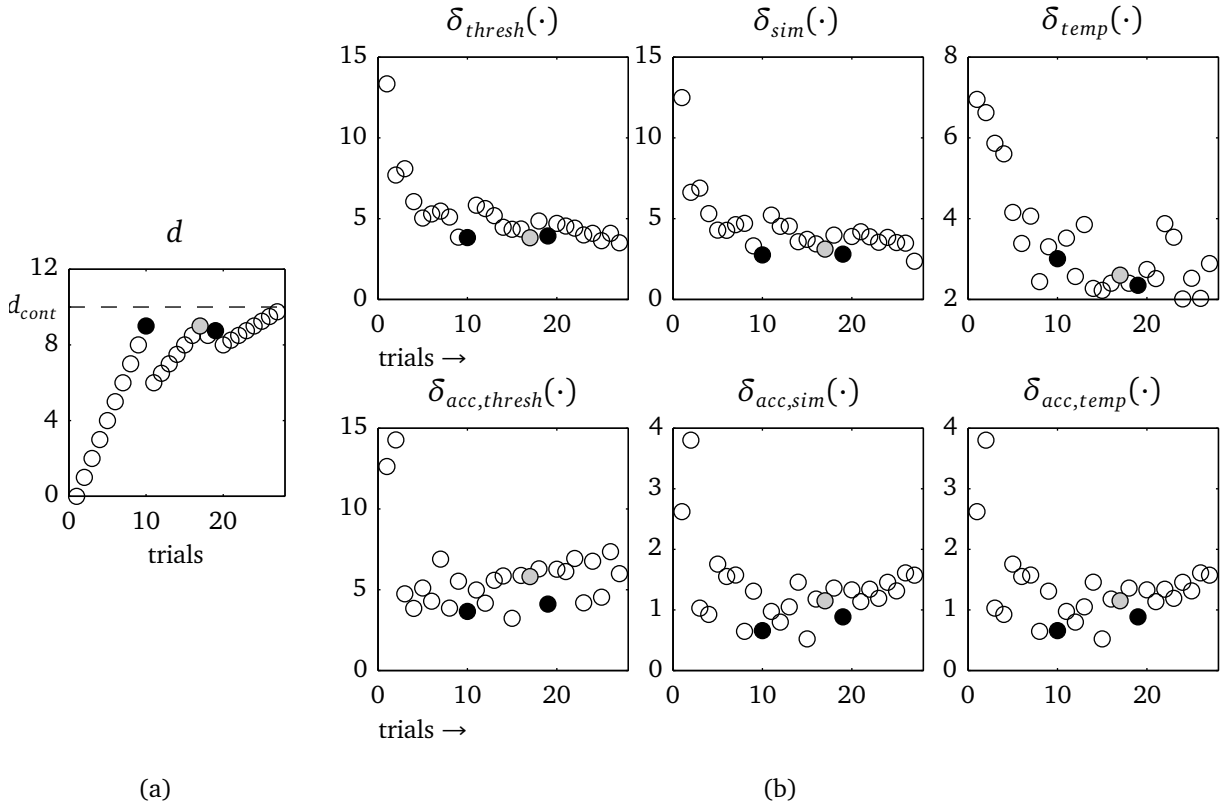 d
12
d_cont
8
4
0
0 10 20
trials
(a)
δ_thresh(·) δ_sim(·) δ_temp(·)
15 15 8
10 10 6
5 5 4
0 0 2
0 10 20 0 10 20 0 10 20
trials →
δ_acc,thresh(·) δ_acc,sim(·) δ_acc,temp(·)
15 4 4
10 3 3
2 2
5
1 1
0 0 0
0 10 20 0 10 20 0 10 20
trials →
(b)